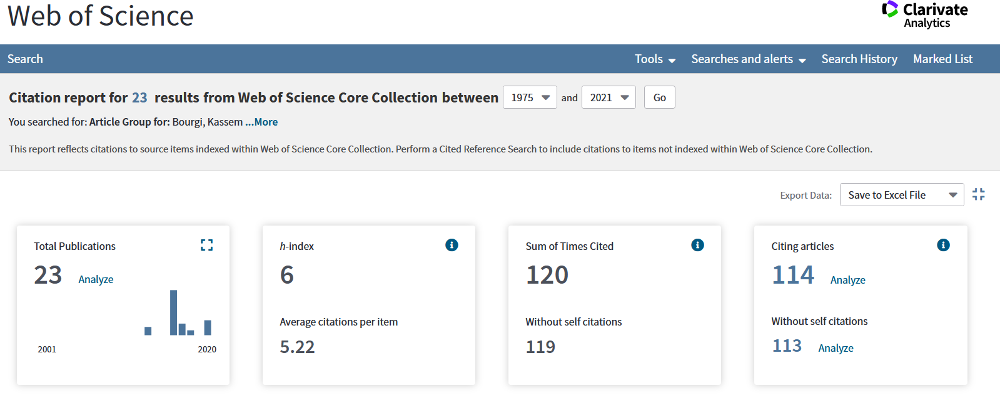 Web of Science
Clarivate
Analytics
Search
Tools
Searches and alerts
Search History
Marked List
Citation report for 23 results from Web of Science Core Collection between 1975 and 2021 Go
You searched for: Article Group for: Bourgi, Kassem ...More
This report reflects citations to source items indexed within Web of Science Core Collection. Perform a Cited Reference Search to include citations to items not indexed within Web of Science Core Collection.
Export Data: Save to Excel File
Total Publications
23 Analyze
2001 2020
h-index
6
Average citations per item
5.22
Sum of Times Cited
120
Without self citations
119
Citing articles
114 Analyze
Without self citations
113 Analyze